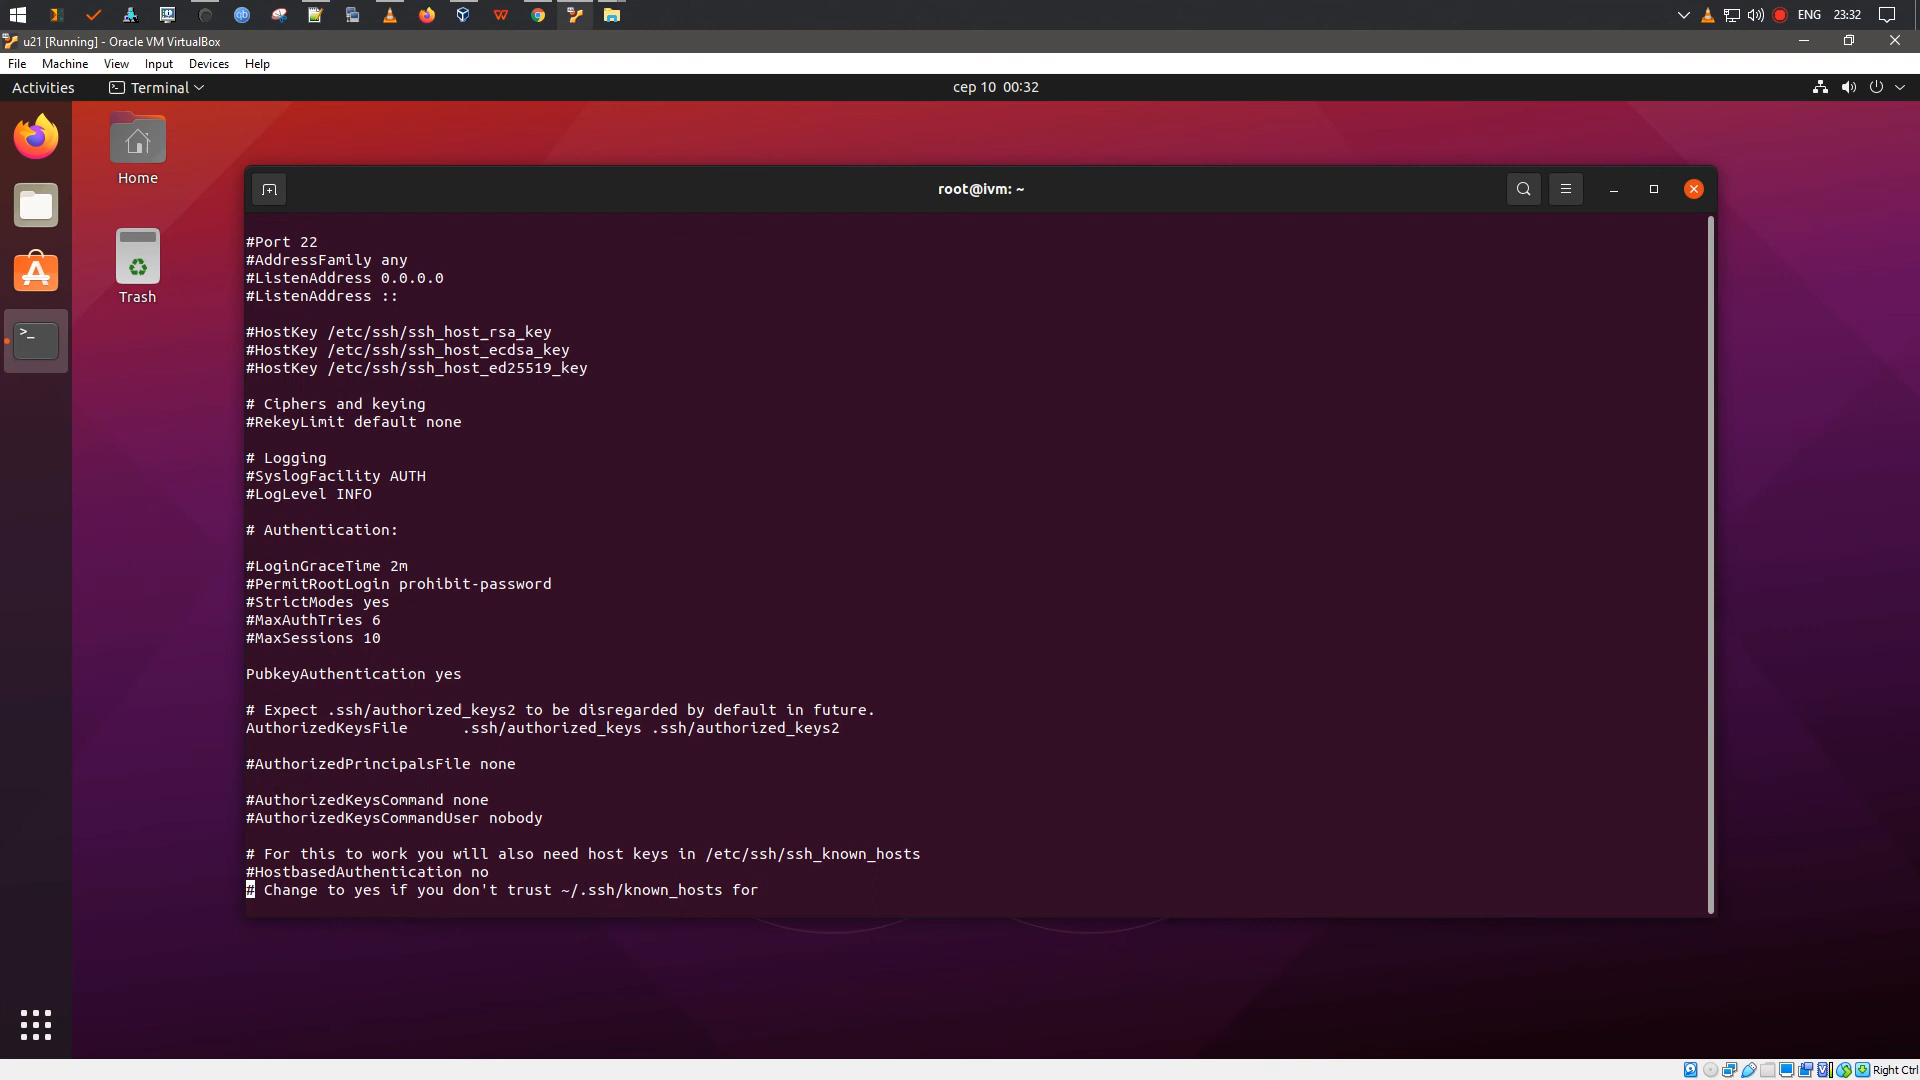 ENG
23:32
u21 [Running] - Oracle VM VirtualBox
File Machine View Input Devices Help
Activities Terminal сер 10 00:32
Home
Trash
root@ivm: ~
#Port 22
#AddressFamily any
#ListenAddress 0.0.0.0
#ListenAddress ::
#HostKey /etc/ssh/ssh_host_rsa_key
#HostKey /etc/ssh/ssh_host_ecdsa_key
#HostKey /etc/ssh/ssh_host_ed25519_key
# Ciphers and keying
#RekeyLimit default none
# Logging
#SyslogFacility AUTH
#LogLevel INFO
# Authentication:
#LoginGraceTime 2m
#PermitRootLogin prohibit-password
#StrictModes yes
#MaxAuthTries 6
#MaxSessions 10
PubkeyAuthentication yes
# Expect .ssh/authorized_keys2 to be disregarded by default in future.
AuthorizedKeysFile .ssh/authorized_keys .ssh/authorized_keys2
#AuthorizedPrincipalsFile none
#AuthorizedKeysCommand none
#AuthorizedKeysCommandUser nobody
# For this to work you will also need host keys in /etc/ssh/ssh_known_hosts
#HostbasedAuthentication no
# Change to yes if you don't trust ~/.ssh/known_hosts for
Right Ctrl